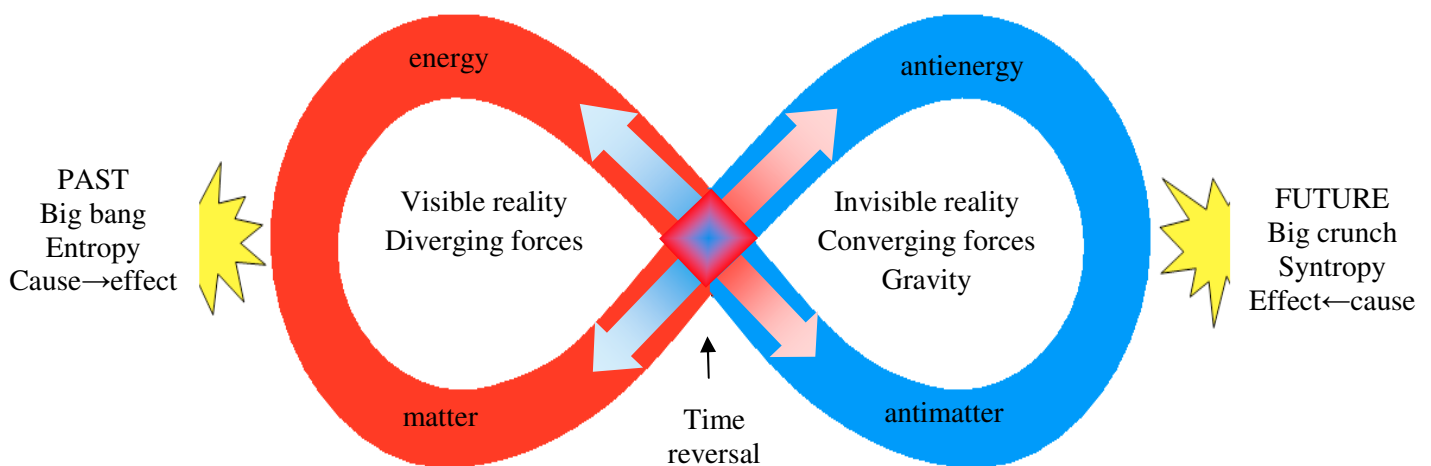 energy
antienergy
PAST
Big bang
Entropy
Cause→effect
Visible reality
Diverging forces
Invisible reality
Converging forces
Gravity
FUTURE
Big crunch
Syntropy
Effect←cause
matter
antimatter
Time
reversal